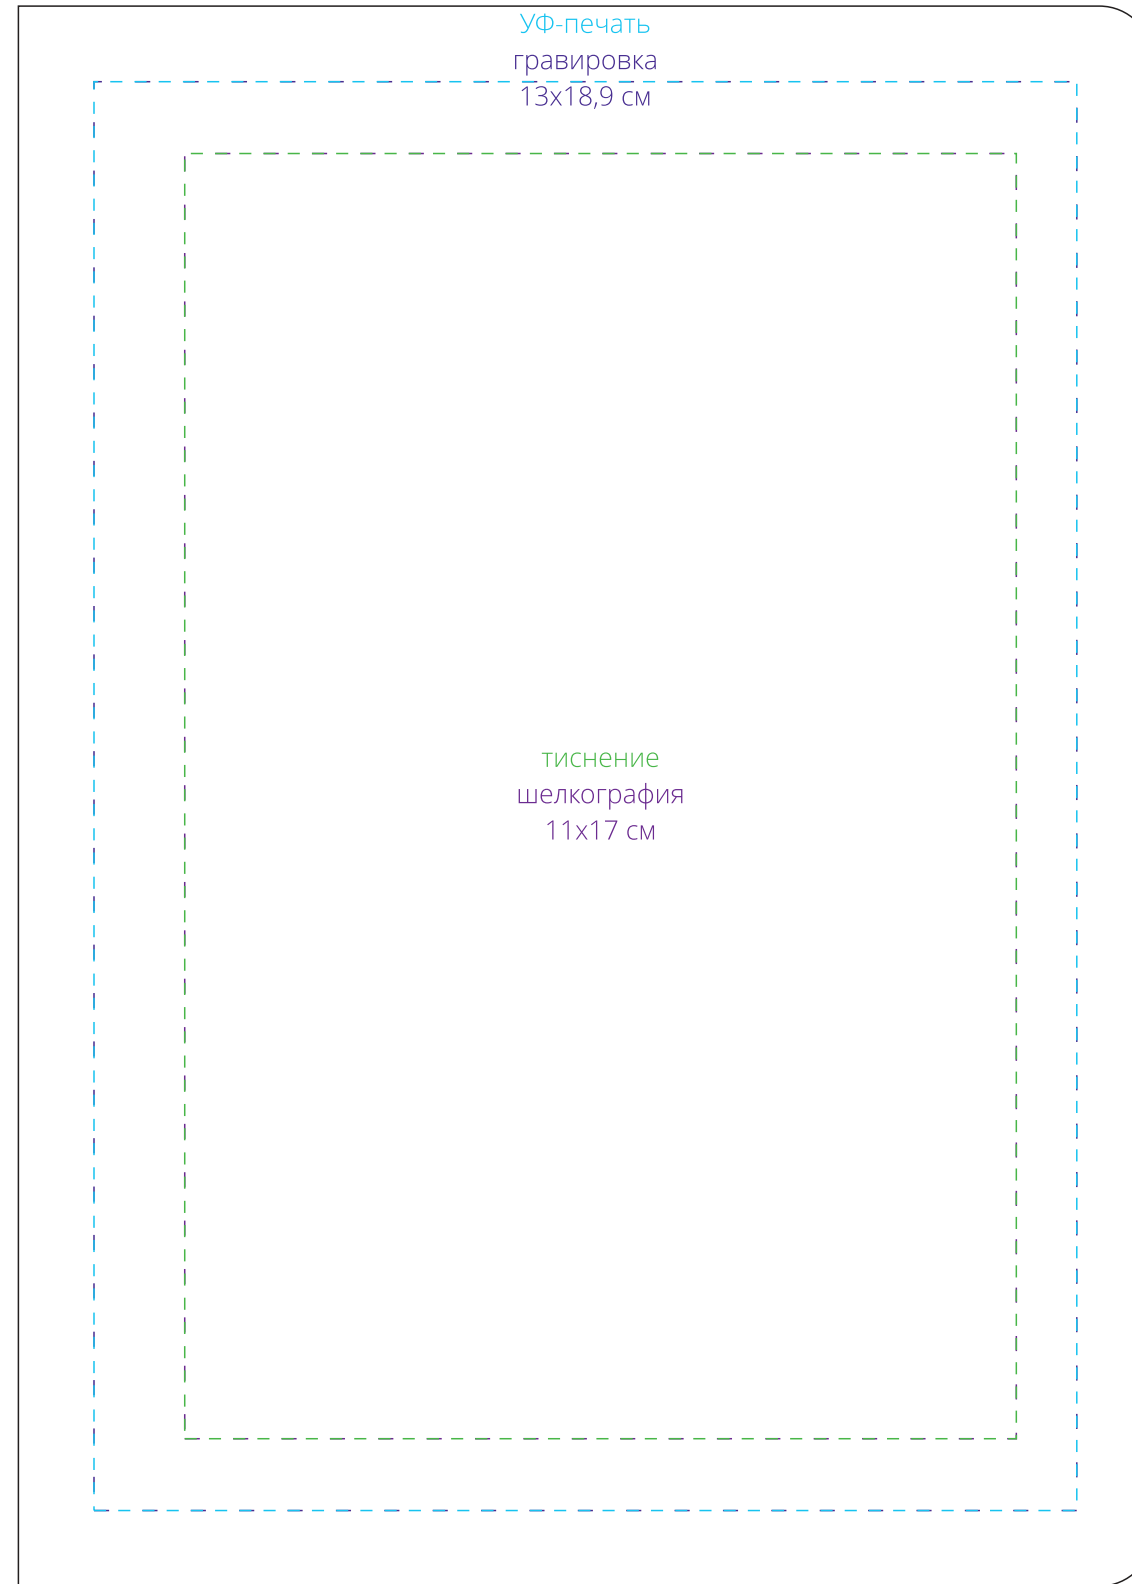 УФ-печать
гравировка
13х18,9 см
тиснение
шелкография
11х17 см